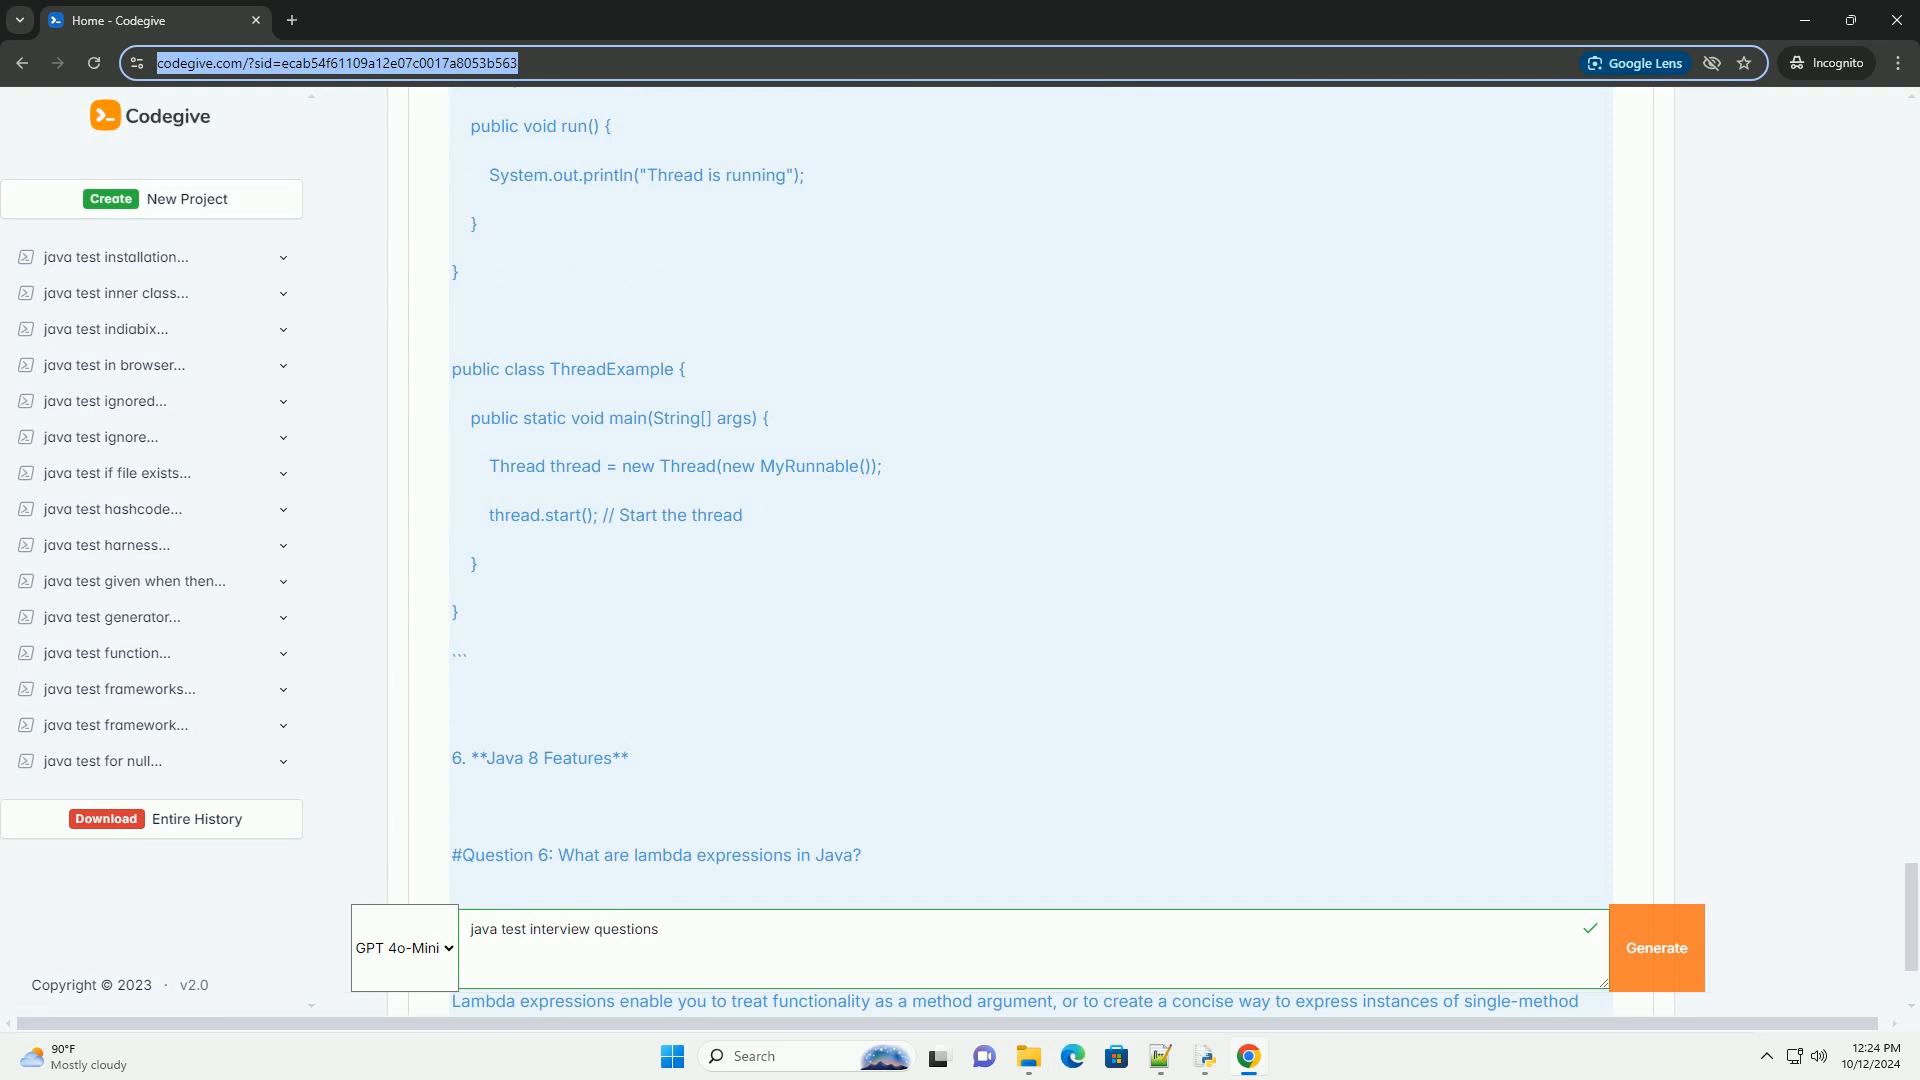 Home - Codegive
codegive.com/?sid=ecab54f61109a12e07c0017a8053b563
Google Lens
Incognito
Codegive
Create New Project
java test installation...
java test inner class...
java test indiabix...
java test in browser...
java test ignored...
java test ignore...
java test if file exists...
java test hashcode...
java test harness...
java test given when then...
java test generator...
java test function...
java test frameworks...
java test framework...
java test for null...
Download Entire History
Copyright © 2023 · v2.0
public void run() {
System.out.println("Thread is running");
}
}
public class ThreadExample {
public static void main(String[] args) {
Thread thread = new Thread(new MyRunnable());
thread.start(); // Start the thread
}
}
```
6. **Java 8 Features**
#Question 6: What are lambda expressions in Java?
GPT 4o-Mini
java test interview questions
Generate
Lambda expressions enable you to treat functionality as a method argument, or to create a concise way to express instances of single-method
90°F
Mostly cloudy
Search
12:24 PM
10/12/2024